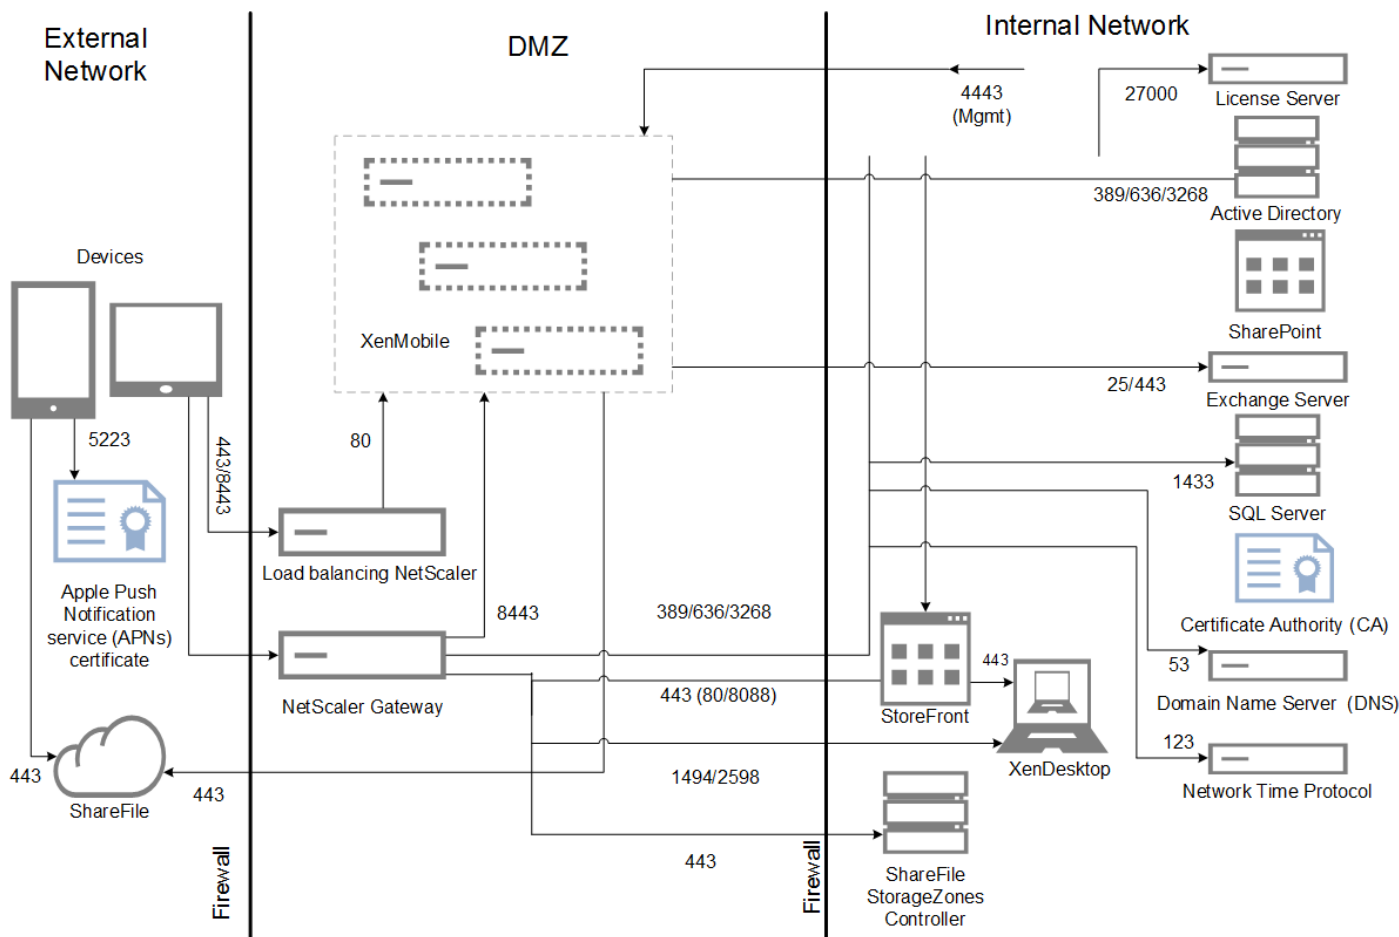 External
Network
DMZ
Internal Network
4443
(Mgmt)
27000
License Server
389/636/3268
Active Directory
Devices
SharePoint
XenMobile
25/443
Exchange Server
5223
80
443/8443
1433
SQL Server
Load balancing NetScaler
Apple Push
Notification
service (APNs)
certificate
8443
389/636/3268
Certificate Authority (CA)
53
443
NetScaler Gateway
443 (80/8088)
StoreFront
Domain Name Server (DNS)
123
443
ShareFile
443
1494/2598
XenDesktop
Network Time Protocol
443
ShareFile
StorageZones
Controller
Firewall
Firewall